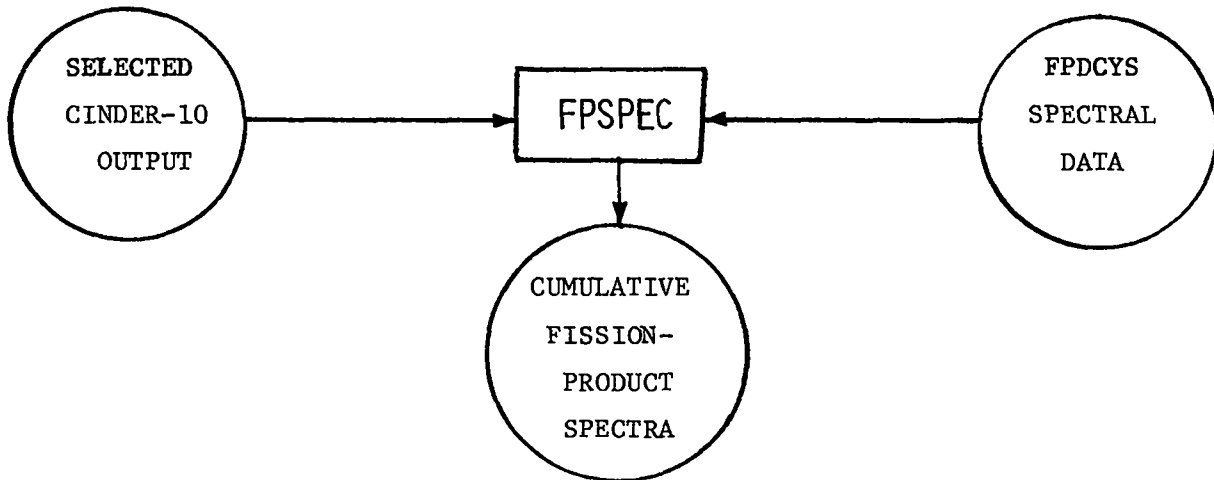 SELECTED
CINDER-10
OUTPUT
FPSPEC
FPDCYS
SPECTRAL
DATA
CUMULATIVE
FISSION-
PRODUCT
SPECTRA